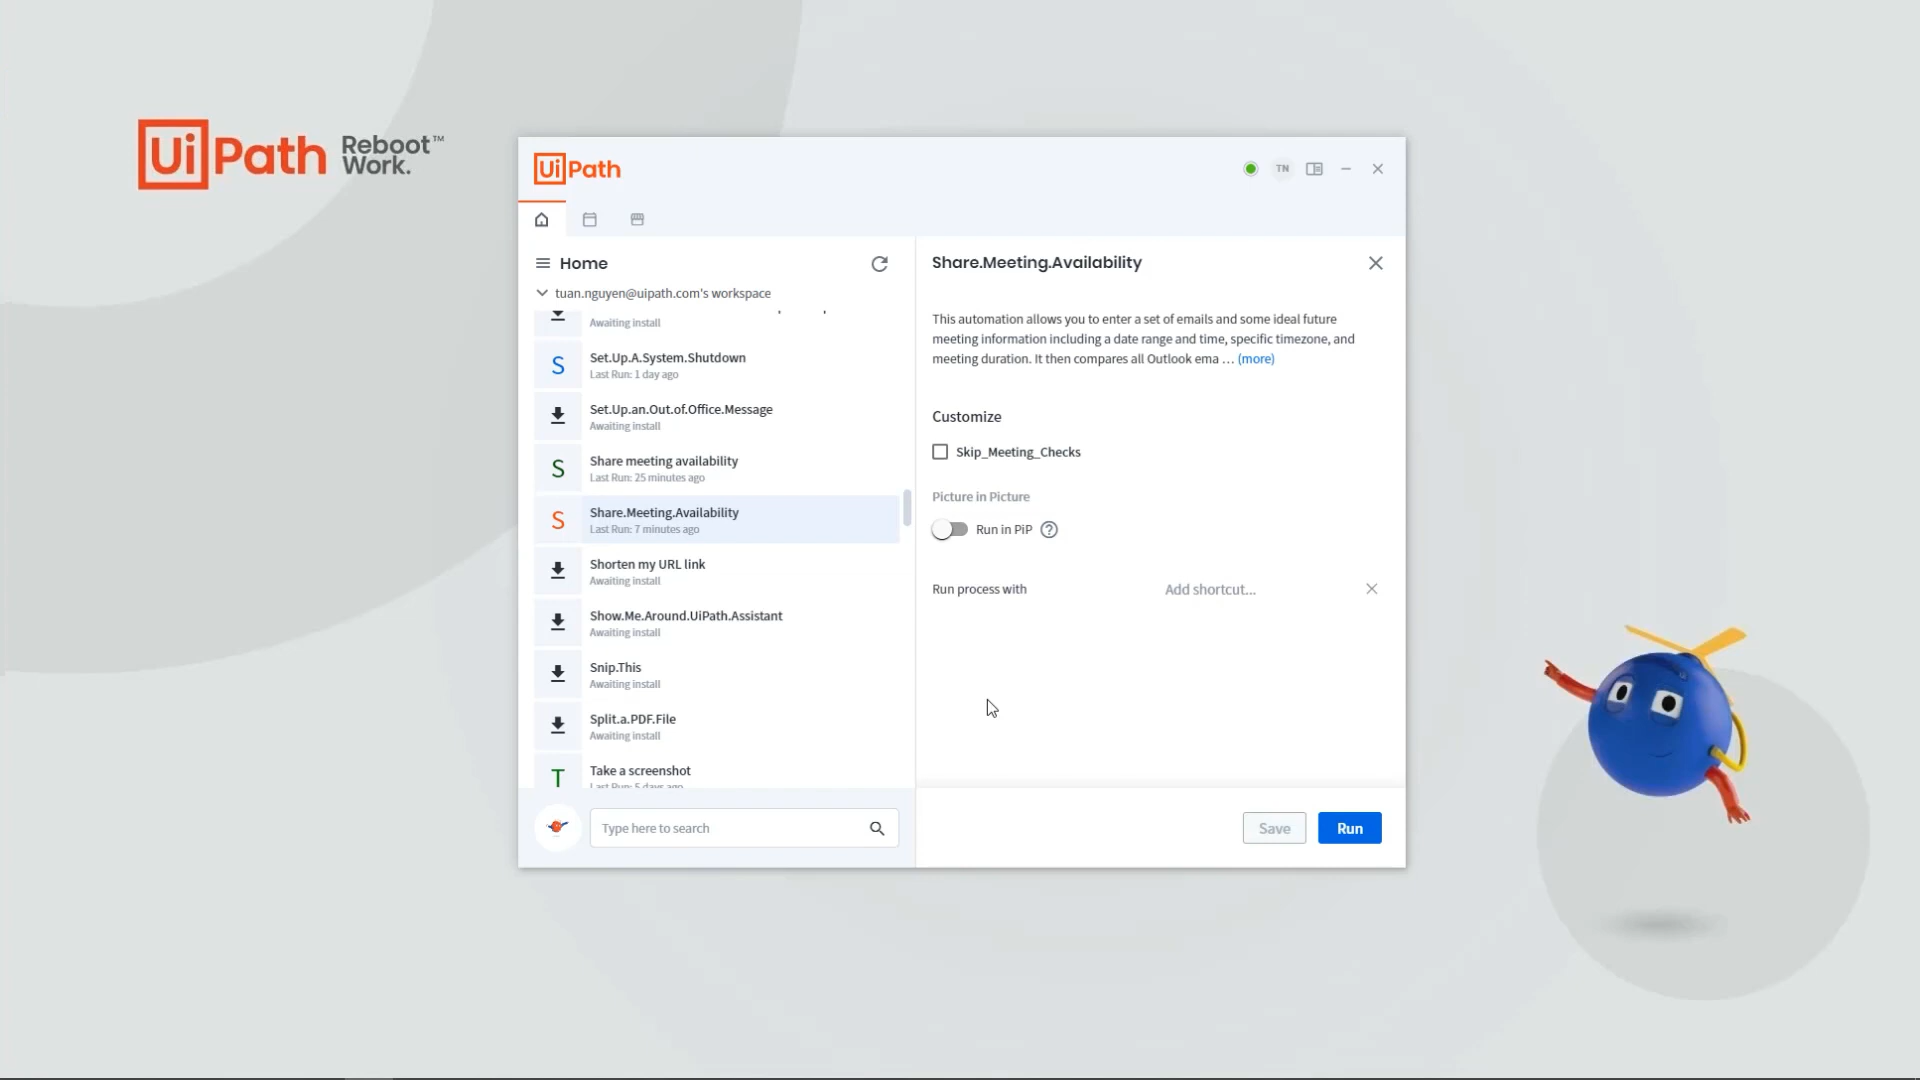 UiPath Reboot™
Work.
UiPath
TN
Home
tuan.nguyen@uipath.com's workspace
Awaiting install
Set.Up.A.System.Shutdown
Last Run: 1 day ago
Set.Up.an.Out.of.Office.Message
Awaiting install
S
Share meeting availability
Last Run: 25 minutes ago
S
Share.Meeting.Availability
Last Run: 7 minutes ago
S
Shorten my URL link
Awaiting install
Show.Me.Around.UiPath.Assistant
Awaiting install
Snip.This
Awaiting install
Split.a.PDF.File
Awaiting install
T
Take a screenshot
Last Run: 5 days ago
Type here to search
Share.Meeting.Availability
This automation allows you to enter a set of emails and some ideal future
meeting information including a date range and time, specific timezone, and
meeting duration. It then compares all Outlook ema … (more)
Customize
Skip_Meeting_Checks
Picture in Picture
Run in PiP ?
Run process with Add shortcut...
Save Run